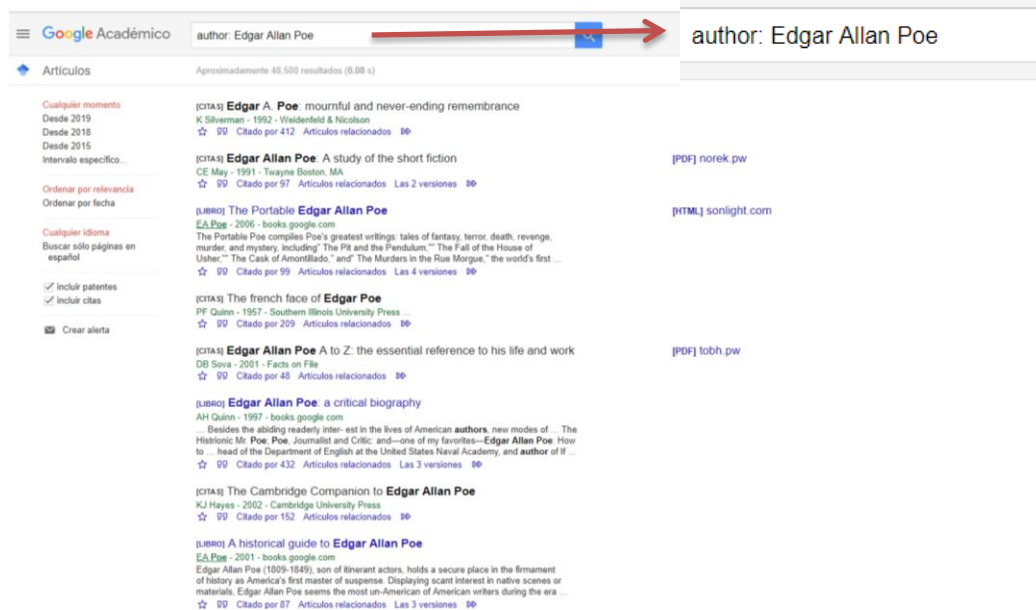 Google Académico
author: Edgar Allan Poe
author: Edgar Allan Poe
Artículos
Aproximadamente 48,500 resultados (0.08 s)
Cualquier momento
Desde 2019
Desde 2018
Desde 2015
Intervalo específico...
Ordenar por relevancia
Ordenar por fecha
Cualquier idioma
Buscar sólo páginas en
español
incluir patentes
incluir citas
Crear alerta
[CITAS] Edgar A. Poe: mournful and never-ending remembrance
K Silverman - 1992 - Weidenfeld & Nicolson
Citado por 412 Artículos relacionados
[CITAS] Edgar Allan Poe: A study of the short fiction
CE May - 1991 - Twayne Boston, MA
Citado por 97 Artículos relacionados Las 2 versiones
[PDF] norek.pw
[LIBRO] The Portable Edgar Allan Poe
EA Poe - 2006 - books.google.com
The Portable Poe compiles Poe's greatest writings: tales of fantasy, terror, death, revenge,
murder, and mystery, including" The Pit and the Pendulum,"" The Fall of the House of
Usher,"" The Cask of Amontillado," and" The Murders in the Rue Morgue," the world's first ...
Citado por 99 Artículos relacionados Las 4 versiones
[HTML] sonlight.com
[CITAS] The french face of Edgar Poe
PF Quinn - 1957 - Southern Illinois University Press ...
Citado por 209 Artículos relacionados
[CITAS] Edgar Allan Poe A to Z: the essential reference to his life and work
DB Sova - 2001 - Facts on File
Citado por 48 Artículos relacionados
[PDF] tobh.pw
[LIBRO] Edgar Allan Poe: a critical biography
AH Quinn - 1997 - books.google.com
... Besides the abiding readerly inter- est in the lives of American authors, new modes of ... The
Histrionic Mr. Poe; Poe, Journalist and Critic: and—one of my favorites—Edgar Allan Poe: How
to ... head of the Department of English at the United States Naval Academy, and author of If ...
Citado por 432 Artículos relacionados Las 3 versiones
[CITAS] The Cambridge Companion to Edgar Allan Poe
KJ Hayes - 2002 - Cambridge University Press
Citado por 152 Artículos relacionados
[LIBRO] A historical guide to Edgar Allan Poe
EA Poe - 2001 - books.google.com
Edgar Allan Poe (1809-1849), son of itinerant actors, holds a secure place in the firmament
of history as America's first master of suspense. Displaying scant interest in native scenes or
materials, Edgar Allan Poe seems the most un-American of American writers during the era ...
Citado por 87 Artículos relacionados Las 3 versiones